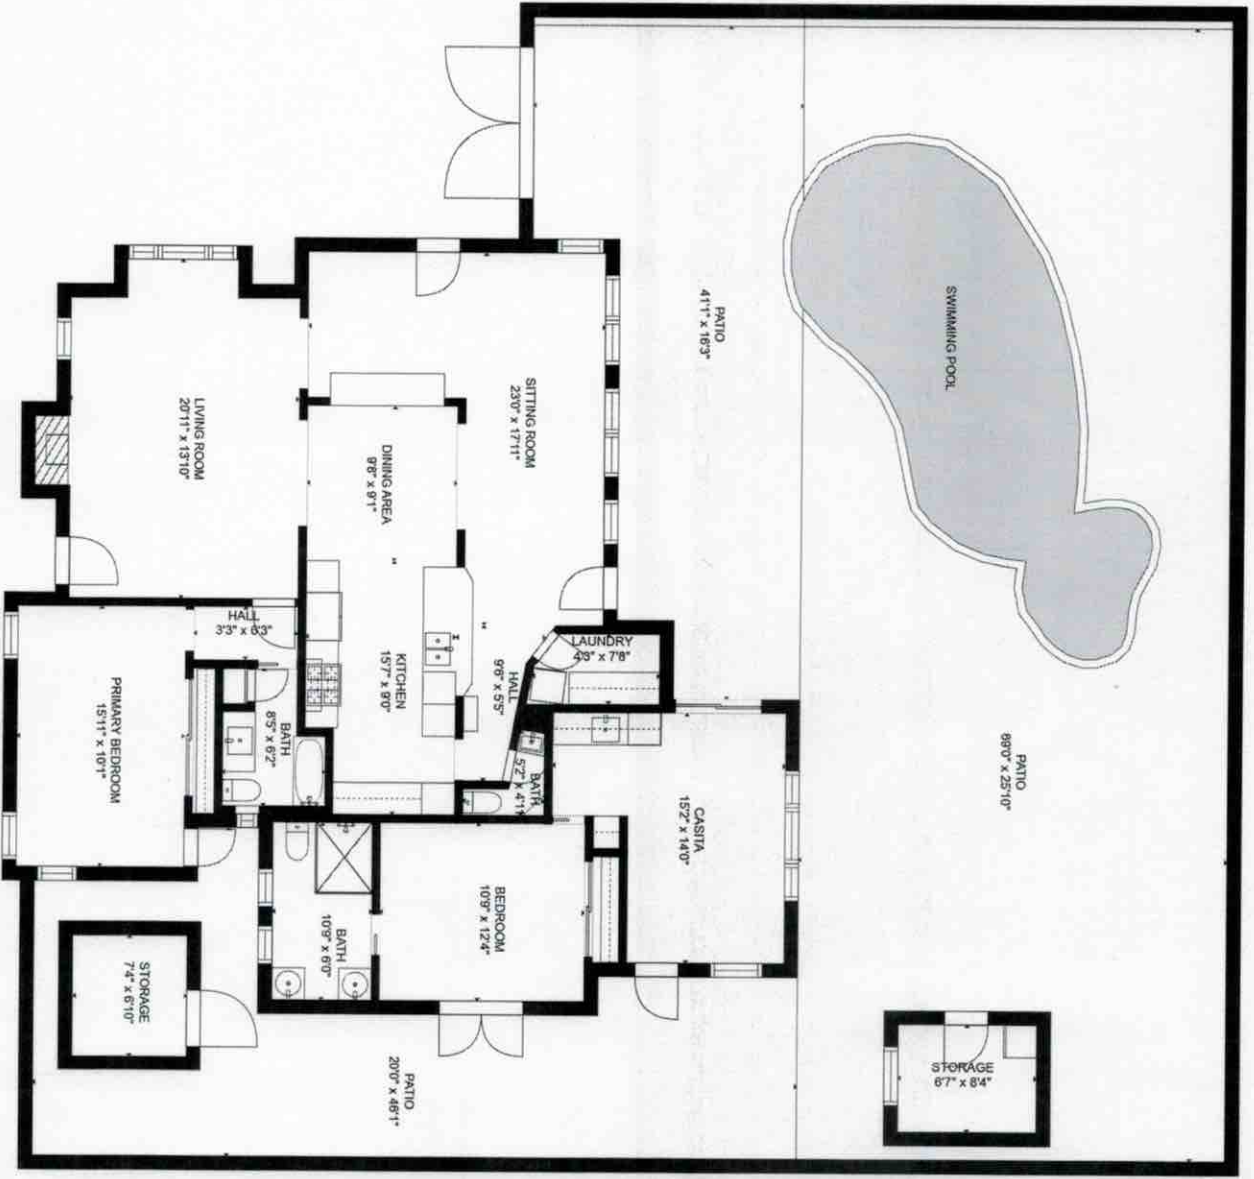 SWIMMING POOL
PATIO
41'1" x 16'3"
PATIO
69'0" x 25'10"
SITTING ROOM
23'0" x 17'11"
LIVING ROOM
20'11" x 13'10"
DINING AREA
9'8" x 9'1"
KITCHEN
15'7" x 9'0"
HALL
9'6" x 5'5"
LAUNDRY
4'3" x 7'8"
HALL
3'3" x 6'3"
PRIMARY BEDROOM
15'11" x 10'1"
BATH
8'5" x 6'2"
BATH
5'2" x 4'11"
CASITA
15'2" x 14'0"
BEDROOM
10'9" x 12'4"
BATH
10'9" x 6'0"
STORAGE
7'4" x 6'10"
PATIO
20'0" x 46'1"
STORAGE
6'7" x 8'4"